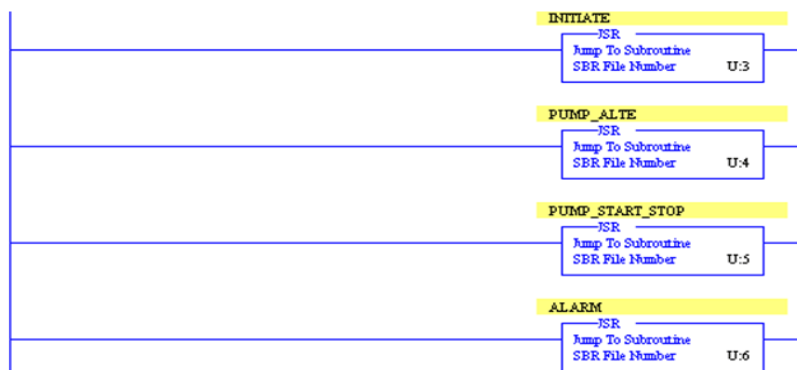 INITIATE
JSR
Jump To Subroutine
SBR File Number U:3
PUMP_ALTE
JSR
Jump To Subroutine
SBR File Number U:4
PUMP_START_STOP
JSR
Jump To Subroutine
SBR File Number U:5
ALARM
JSR
Jump To Subroutine
SBR File Number U:6